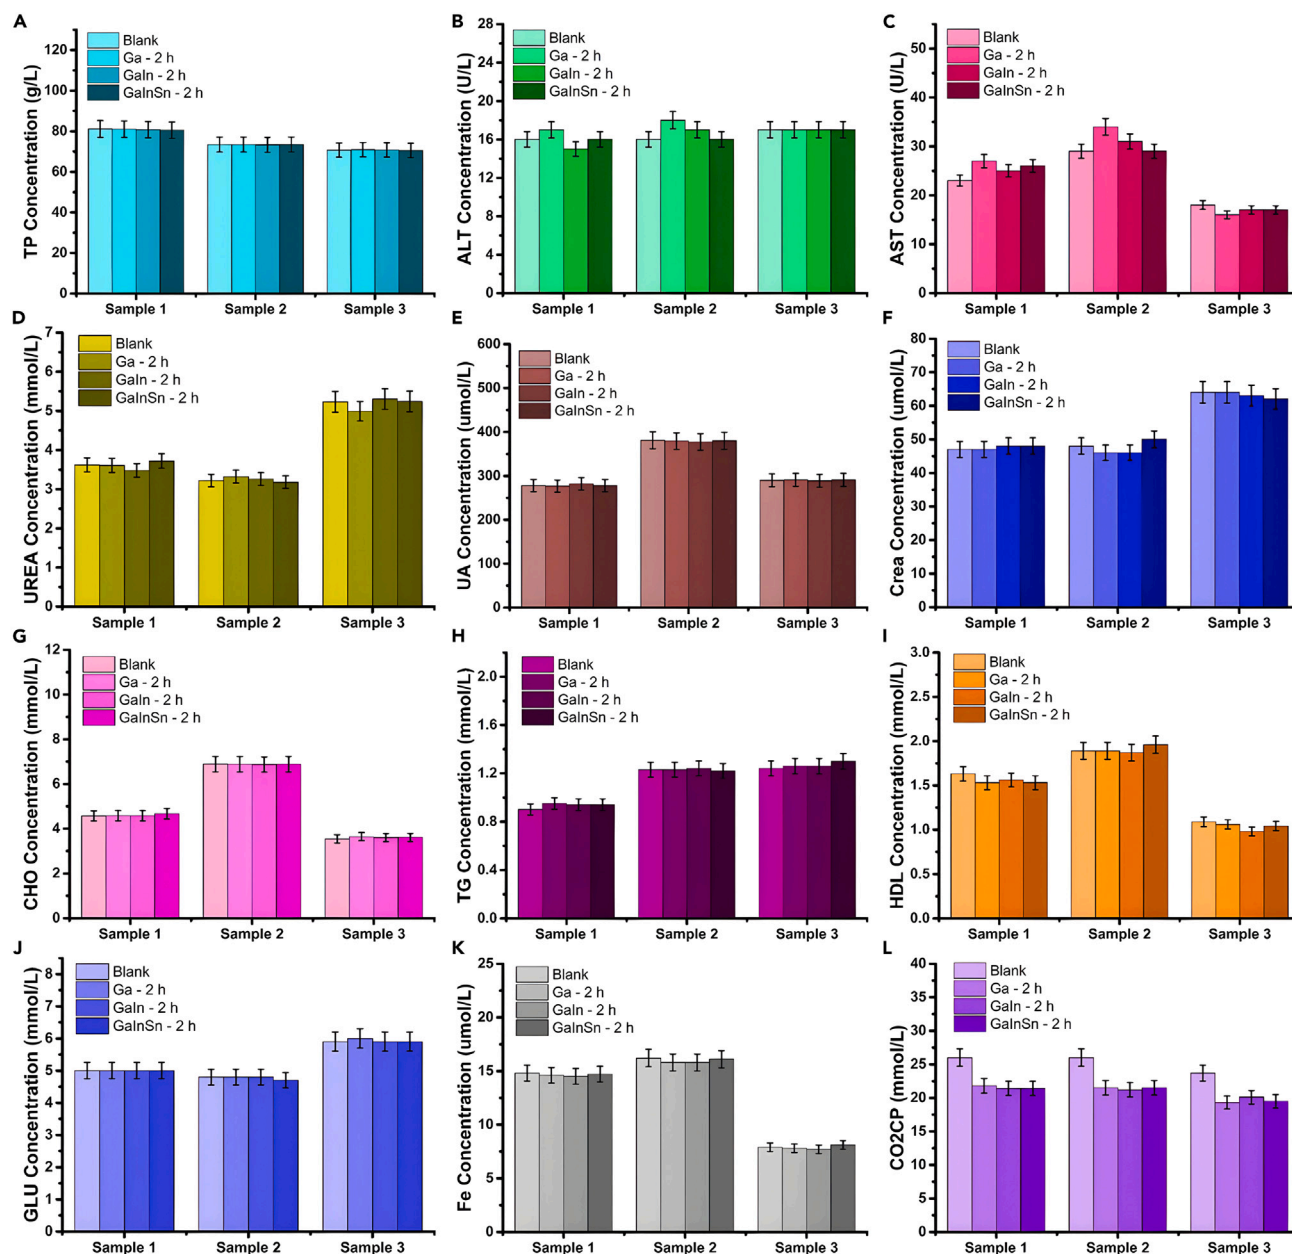 A
TP Concentration (g/L)
120
100
80
60
40
20
0
Blank
Ga - 2 h
GaIn - 2 h
GaInSn - 2 h
Sample 1
Sample 2
Sample 3
B
ALT Concentration (U/L)
28
24
20
16
12
8
4
0
Blank
Ga - 2 h
GaIn - 2 h
GaInSn - 2 h
Sample 1
Sample 2
Sample 3
C
AST Concentration (U/L)
50
40
30
20
10
0
Blank
Ga - 2 h
GaIn - 2 h
GaInSn - 2 h
Sample 1
Sample 2
Sample 3
D
UREA Concentration (mmol/L)
7
6
5
4
3
2
1
0
Blank
Ga - 2 h
GaIn - 2 h
GaInSn - 2 h
Sample 1
Sample 2
Sample 3
E
UA Concentration (umol/L)
600
500
400
300
200
100
0
Blank
Ga - 2 h
GaIn - 2 h
GaInSn - 2 h
Sample 1
Sample 2
Sample 3
F
Crea Concentration (umol/L)
80
70
60
50
40
30
20
10
0
Blank
Ga - 2 h
GaIn - 2 h
GaInSn - 2 h
Sample 1
Sample 2
Sample 3
G
CHO Concentration (mmol/L)
12
10
8
6
4
2
0
Blank
Ga - 2 h
GaIn - 2 h
GaInSn - 2 h
Sample 1
Sample 2
Sample 3
H
TG Concentration (mmol/L)
2.0
1.6
1.2
0.8
0.4
0.0
Blank
Ga - 2 h
GaIn - 2 h
GaInSn - 2 h
Sample 1
Sample 2
Sample 3
I
HDL Concentration (mmol/L)
3.0
2.5
2.0
1.5
1.0
0.5
0.0
Blank
Ga - 2 h
GaIn - 2 h
GaInSn - 2 h
Sample 1
Sample 2
Sample 3
J
GLU Concentration (mmol/L)
8
7
6
5
4
3
2
1
0
Blank
Ga - 2 h
GaIn - 2 h
GaInSn - 2 h
Sample 1
Sample 2
Sample 3
K
Fe Concentration (umol/L)
25
20
15
10
5
0
Blank
Ga - 2 h
GaIn - 2 h
GaInSn - 2 h
Sample 1
Sample 2
Sample 3
L
CO2CP (mmol/L)
40
35
30
25
20
15
10
5
0
Blank
Ga - 2 h
GaIn - 2 h
GaInSn - 2 h
Sample 1
Sample 2
Sample 3